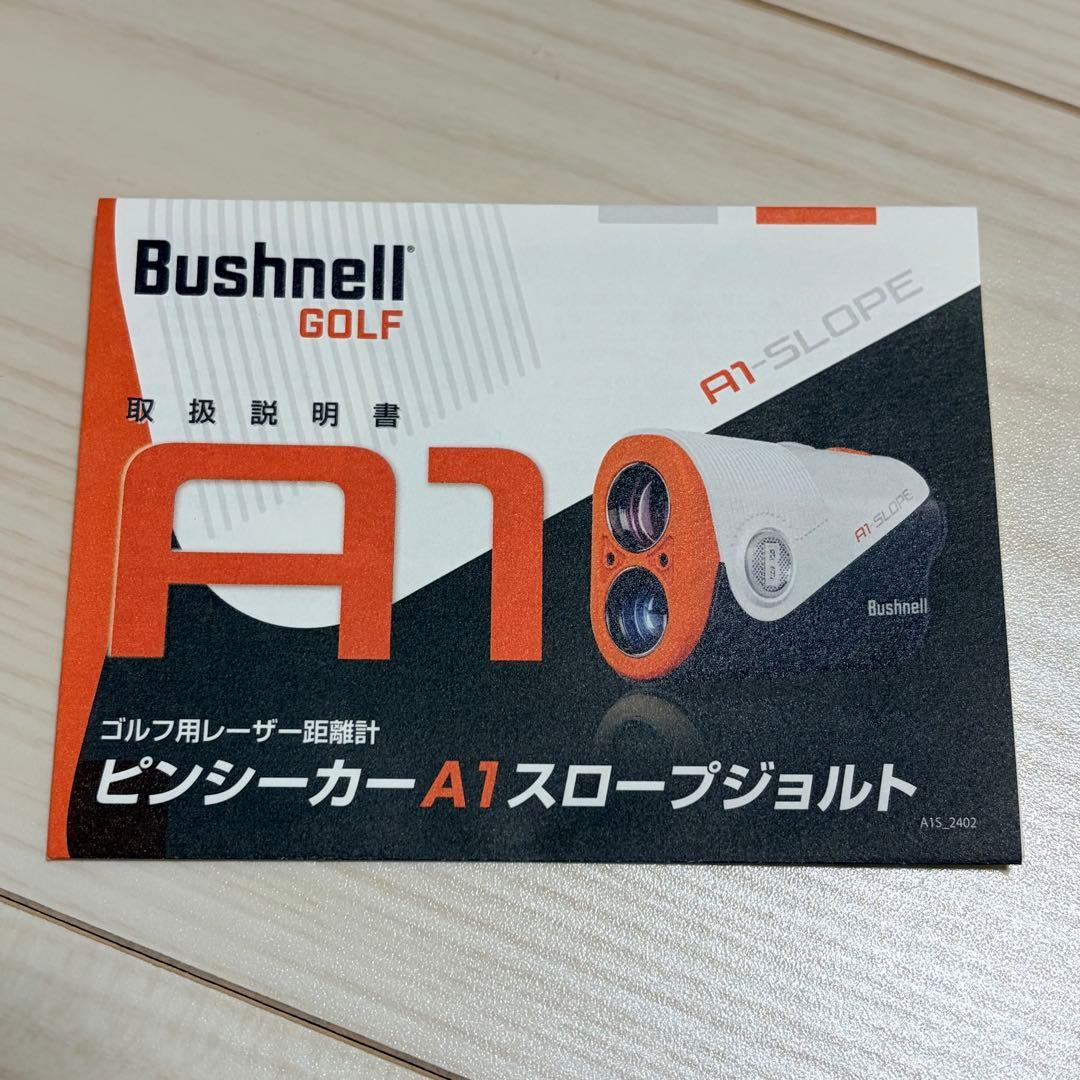 Bushnell®
GOLF
A1-SLOPE
取扱説明書
A1
B
A1-SLOPE
Bushnell
ゴルフ用レーザー距離計
ピンシーカーA1スロープジョルト
A1S_2402